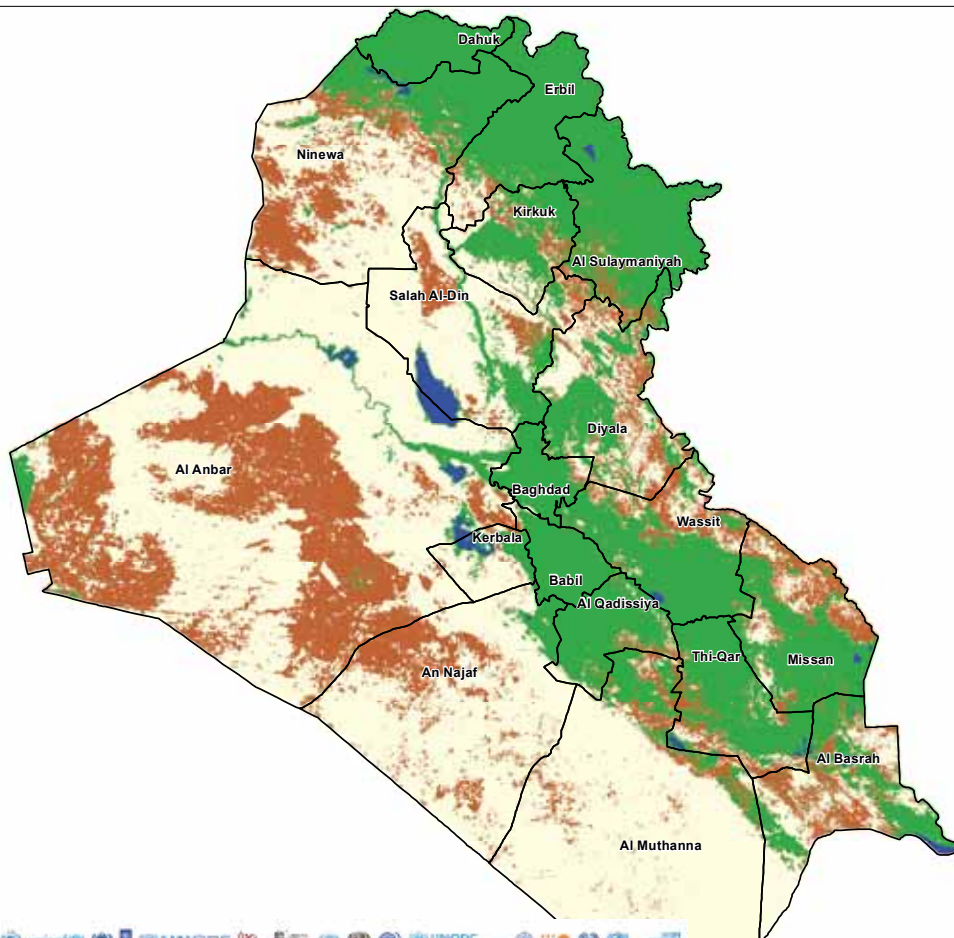 Dahuk
Erbil
Ninewa
Kirkuk
Al Sulaymaniyah
Salah Al-Din
Diyala
Al Anbar
Baghdad
Wassit
Kerbala
Babil
Al Qadissiya
Thi-Qar
Missan
An Najaf
Al Basrah
Al Muthanna